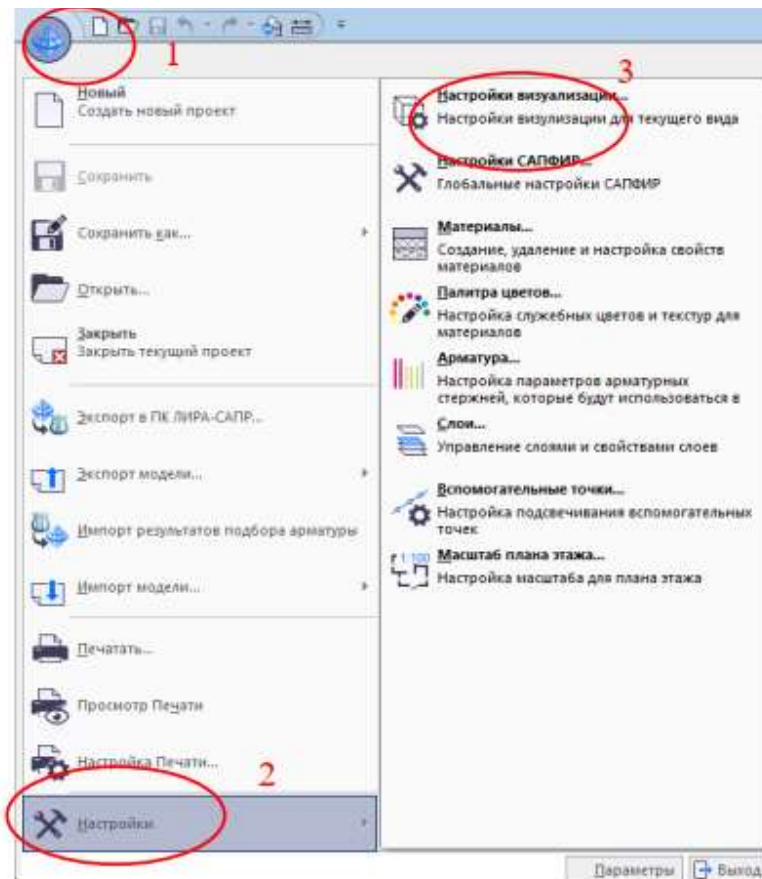 1
Новый
Создать новый проект
Сохранить
Сохранить как...
Открыть...
Закрыть
Закрыть текущий проект
Экспорт в ПК ЛИРА-САПР...
Экспорт модели...
Импорт результатов подбора арматуры
Импорт модели...
Печатать...
Просмотр Печати
Настройка Печати...
2
Настройки
3
Настройки визуализации...
Настройки визулизации для текущего вида
Настройки САПФИР...
Глобальные настройки САПФИР
Материалы...
Создание, удаление и настройка свойств
материалов
Палитра цветов...
Настройка служебных цветов и текстур для
материалов
Арматура...
Настройка параметров арматурных
стержней, которые будут использоваться в
Слои...
Управление слоями и свойствами слоев
Вспомогательные точки...
Настройка подсвечивания вспомогательных
точек
1:100
Масштаб плана этажа...
Настройка масштаба для плана этажа
Параметры
Выход